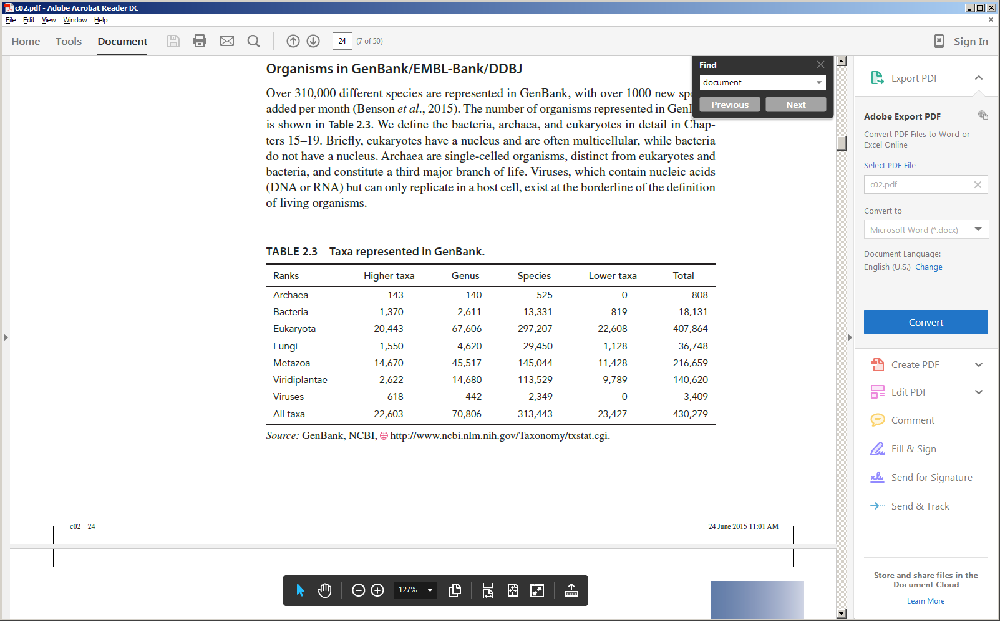 c02.pdf - Adobe Acrobat Reader DC
File Edit View Window Help
Home Tools Document 24 (7 of 50) Sign In
Organisms in GenBank/EMBL-Bank/DDBJ
Over 310,000 different species are represented in GenBank, with over 1000 new
added per month (Benson et al., 2015). The number of organisms represented in
is shown in Table 2.3. We define the bacteria, archaea, and eukaryotes in detail in Chap-
ters 15–19. Briefly, eukaryotes have a nucleus and are often multicellular, while bacteria
do not have a nucleus. Archaea are single-celled organisms, distinct from eukaryotes and
bacteria, and constitute a third major branch of life. Viruses, which contain nucleic acids
(DNA or RNA) but can only replicate in a host cell, exist at the borderline of the definition
of living organisms.
TABLE 2.3 Taxa represented in GenBank.
Ranks Higher taxa Genus Species Lower taxa Total
Archaea 143 140 525 0 808
Bacteria 1,370 2,611 13,331 819 18,131
Eukaryota 20,443 67,606 297,207 22,608 407,864
Fungi 1,550 4,620 29,450 1,128 36,748
Metazoa 14,670 45,517 145,044 11,428 216,659
Viridiplantae 2,622 14,680 113,529 9,789 140,620
Viruses 618 442 2,349 0 3,409
All taxa 22,603 70,806 313,443 23,427 430,279
Source: GenBank, NCBI, http://www.ncbi.nlm.nih.gov/Taxonomy/txstat.cgi.
c02 24 24 June 2015 11:01 AM
127%
Find
document
Previous Next
Export PDF
Adobe Export PDF
Convert PDF Files to Word or
Excel Online
Select PDF File
c02.pdf
Convert to
Microsoft Word (*.docx)
Document Language:
English (U.S.) Change
Convert
Create PDF
Edit PDF
Comment
Fill & Sign
Send for Signature
Send & Track
Store and share files in the
Document Cloud
Learn More